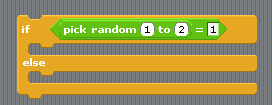 if pick random 1 to 2 = 1
else